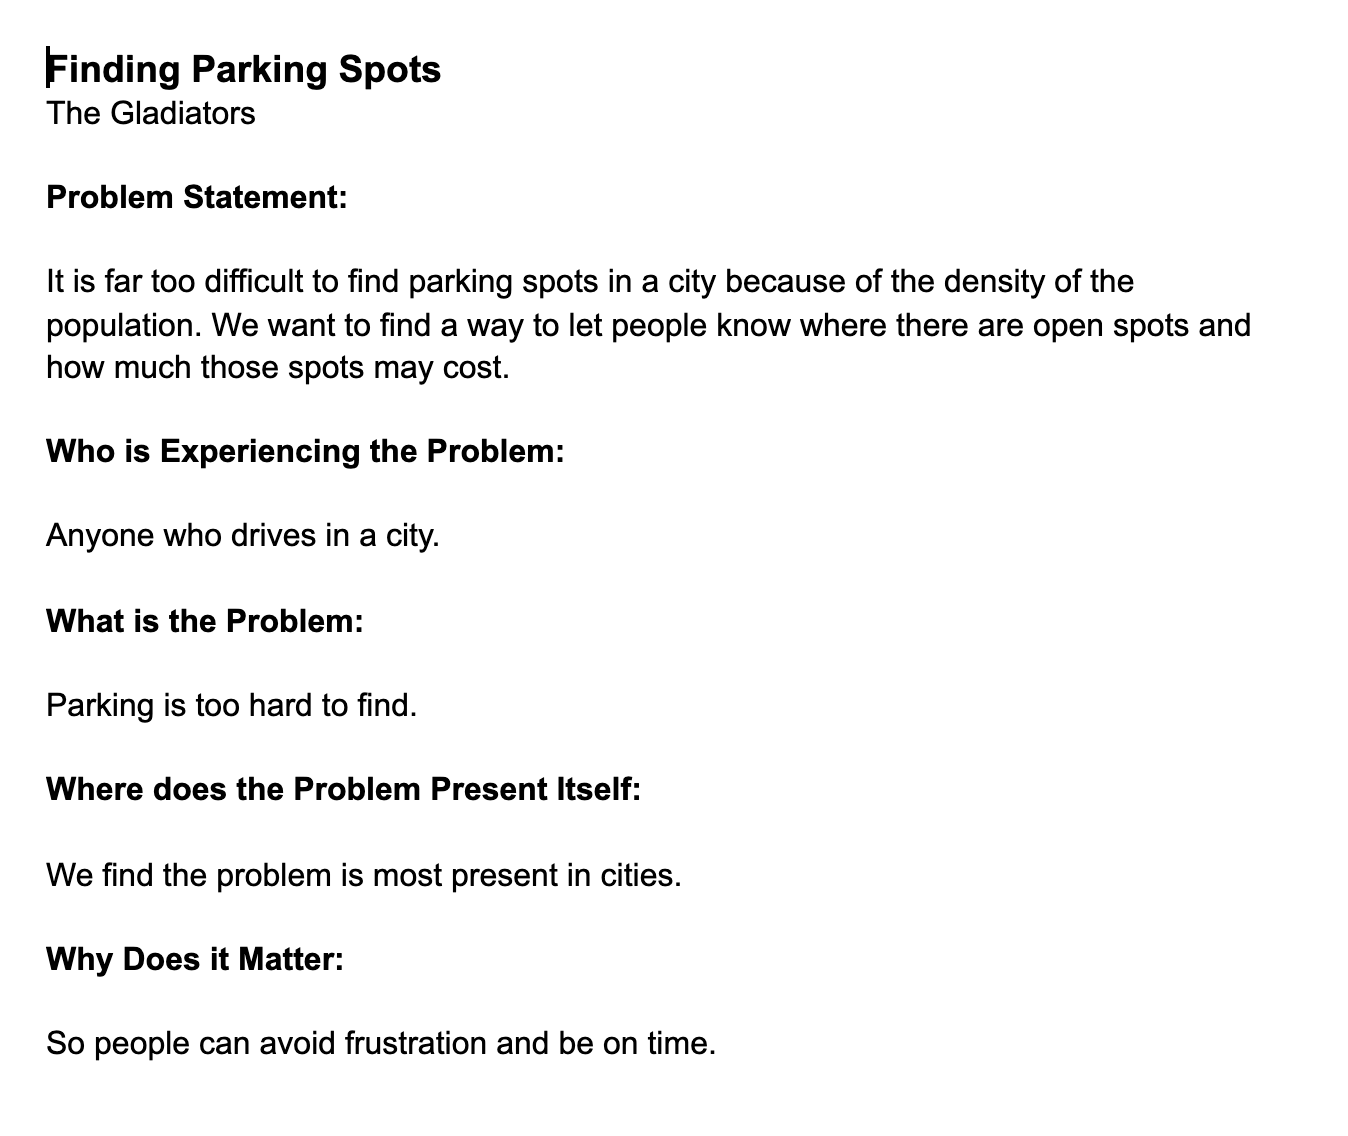 Finding Parking Spots
The Gladiators
Problem Statement:
It is far too difficult to find parking spots in a city because of the density of the
population. We want to find a way to let people know where there are open spots and
how much those spots may cost.
Who is Experiencing the Problem:
Anyone who drives in a city.
What is the Problem:
Parking is too hard to find.
Where does the Problem Present Itself:
We find the problem is most present in cities.
Why Does it Matter:
So people can avoid frustration and be on time.